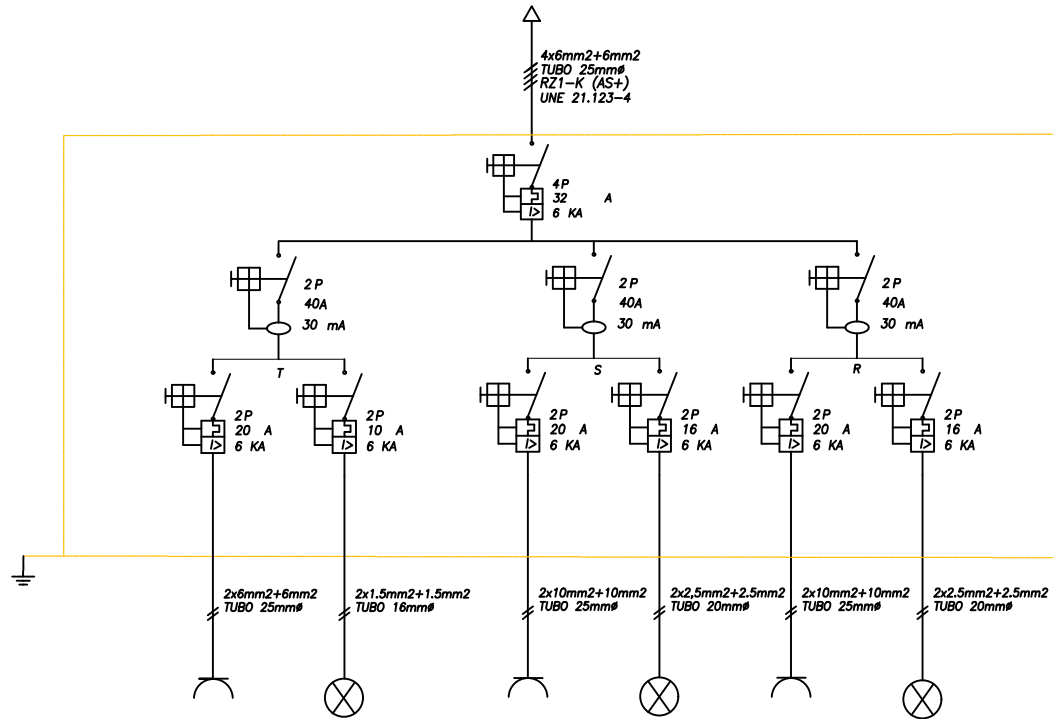 4x6mm2+6mm2
TUBO 25mmø
RZ1-K (AS+)
UNE 21.123-4
4P
32 A
I> 6 KA
2P
40A
30 mA
2P
40A
30 mA
2P
40A
30 mA
T
S
R
2P
20 A
I> 6 KA
2P
10 A
I> 6 KA
2P
20 A
I> 6 KA
2P
16 A
I> 6 KA
2P
20 A
I> 6 KA
2P
16 A
I> 6 KA
2x6mm2+6mm2
TUBO 25mmø
2x1.5mm2+1.5mm2
TUBO 16mmø
2x10mm2+10mm2
TUBO 25mmø
2x2,5mm2+2.5mm2
TUBO 20mmø
2x10mm2+10mm2
TUBO 25mmø
2x2.5mm2+2.5mm2
TUBO 20mmø